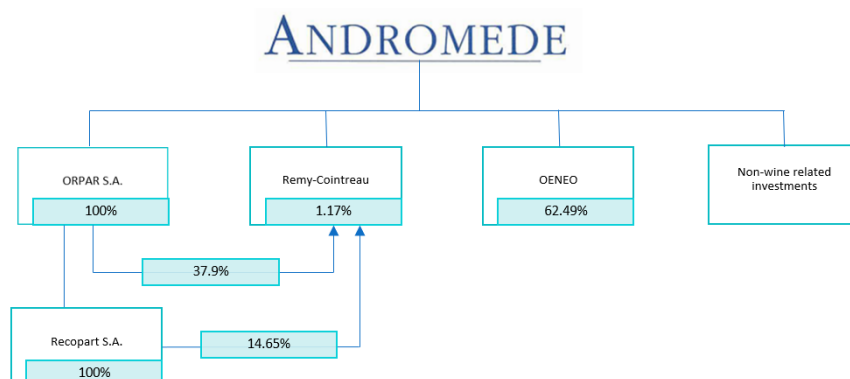 ANDROMEDE
ORPAR S.A.
100%
Remy-Cointreau
1.17%
OENEO
62.49%
Non-wine related
investments
37.9%
Recopart S.A.
100%
14.65%